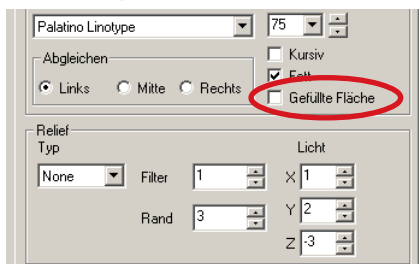 Palatino Linotype 75
Abgleichen Kursiv
Links Mitte Rechts Fett
Gefüllte Fläche
Relief
Typ Licht
None Filter 1 X 1
Rand 3 Y 2
Z -3